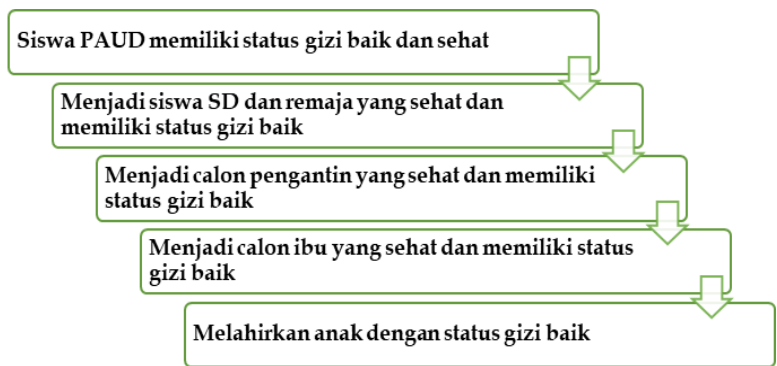 Siswa PAUD memiliki status gizi baik dan sehat
Menjadi siswa SD dan remaja yang sehat dan
memiliki status gizi baik
Menjadi calon pengantin yang sehat dan memiliki
status gizi baik
Menjadi calon ibu yang sehat dan memiliki status
gizi baik
Melahirkan anak dengan status gizi baik